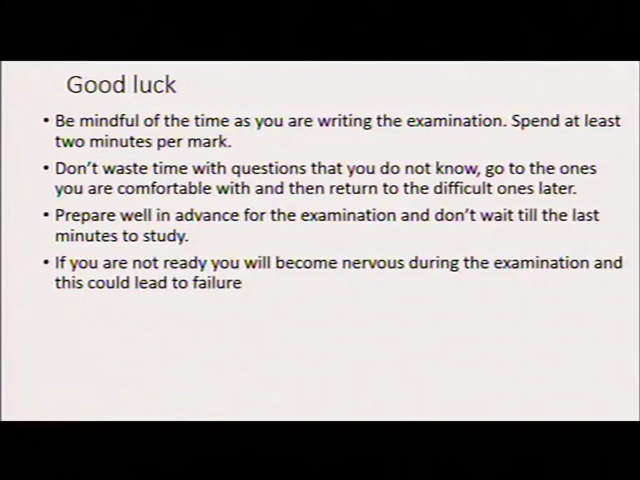 Good luck
• Be mindful of the time as you are writing the examination. Spend at least
two minutes per mark.
• Don't waste time with questions that you do not know, go to the ones
you are comfortable with and then return to the difficult ones later.
• Prepare well in advance for the examination and don't wait till the last
minutes to study.
• If you are not ready you will become nervous during the examination and
this could lead to failure